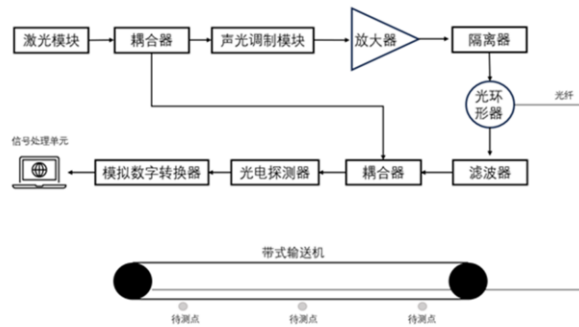 激光模块
耦合器
声光调制模块
放大器
隔离器
光环
形器
光纤
信号处理单元
模拟数字转换器
光电探测器
耦合器
滤波器
带式输送机
待测点
待测点
待测点